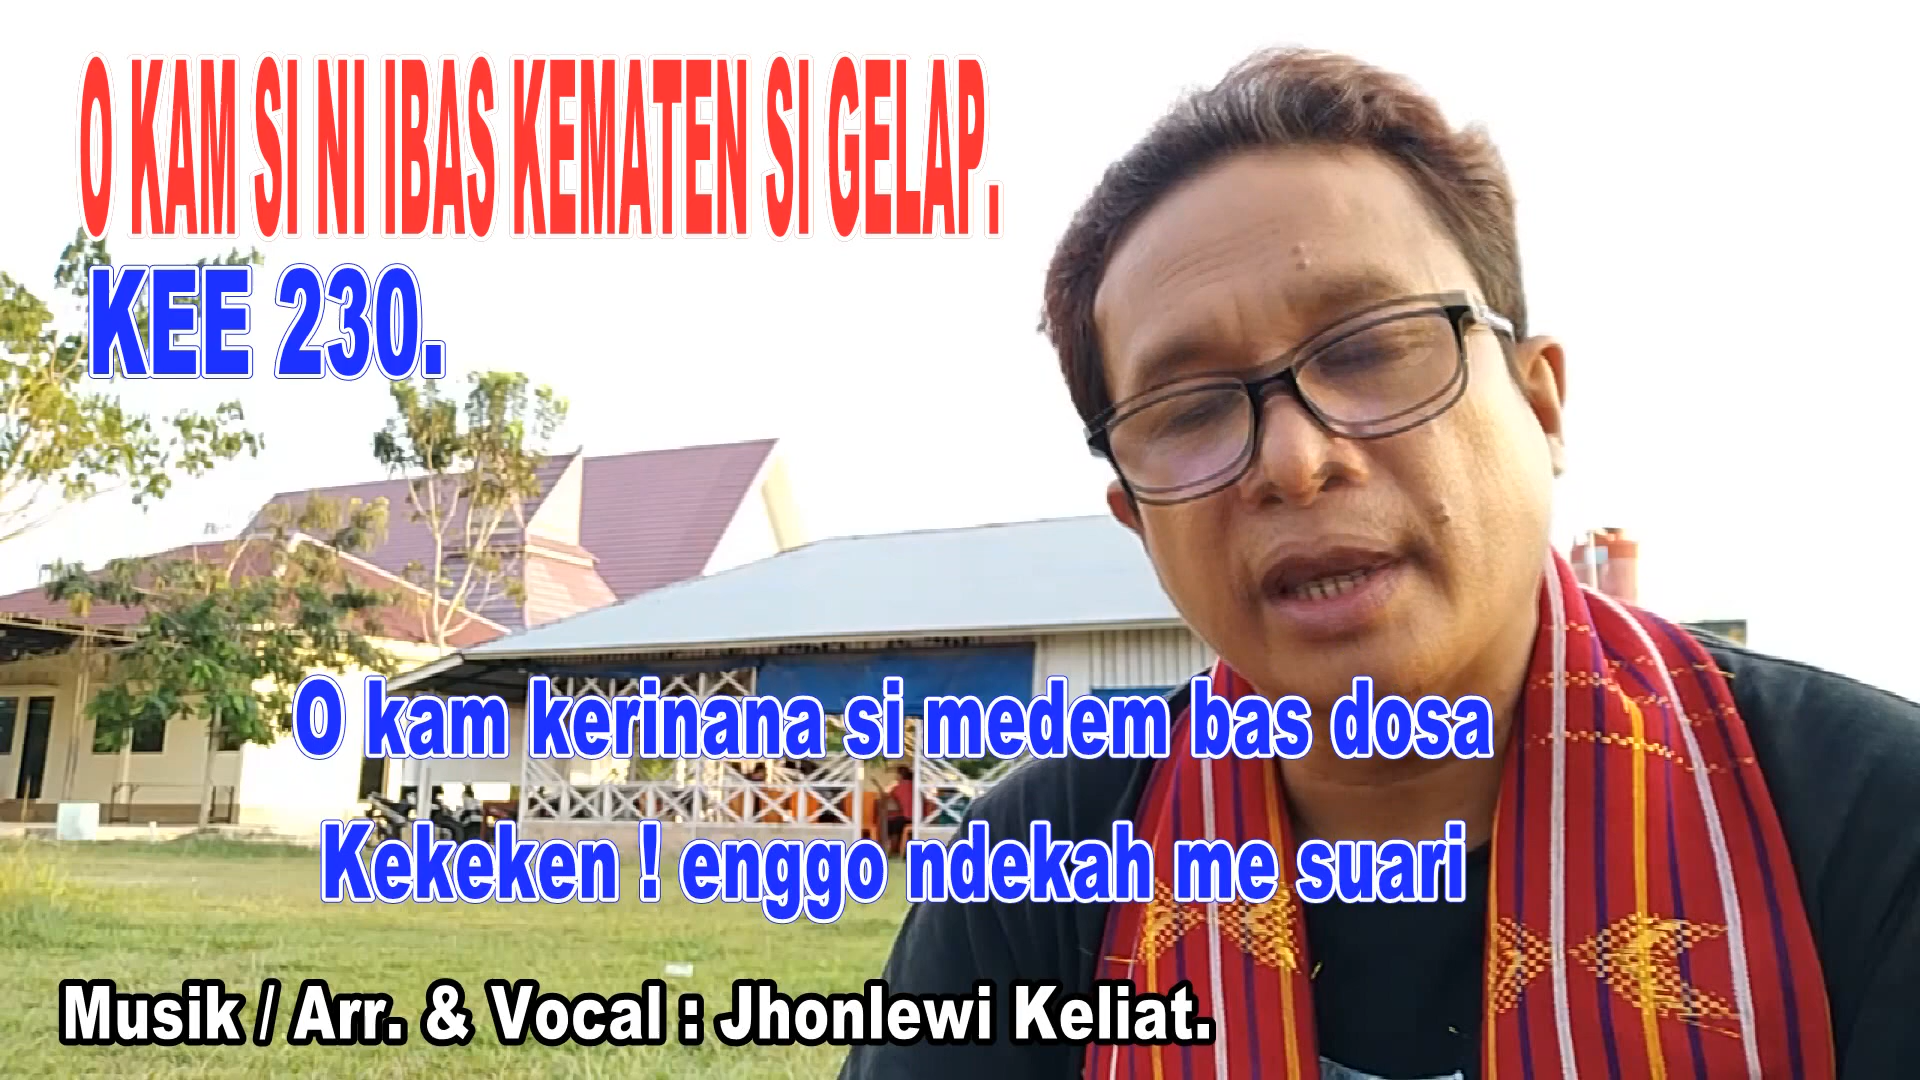 O KAM SI NI IBAS KEMATEN SI GELAP.
KEE 230.
O kam kerinana si medem bas dosa
Kekeken ! enggo ndekah me suari
Musik / Arr. & Vocal : Jhonlewi Keliat.